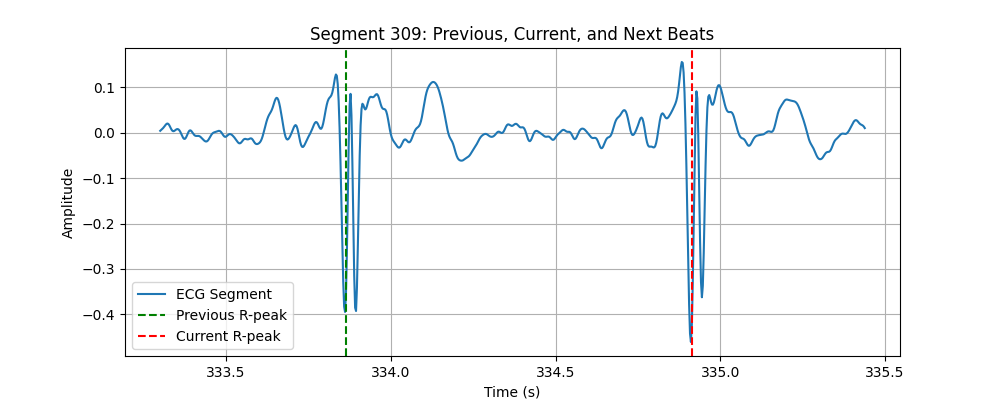 Segment 309: Previous, Current, and Next Beats
Amplitude
0.1
0.0
−0.1
−0.2
−0.3
−0.4
ECG Segment
Previous R-peak
Current R-peak
333.5 334.0 334.5 335.0 335.5
Time (s)